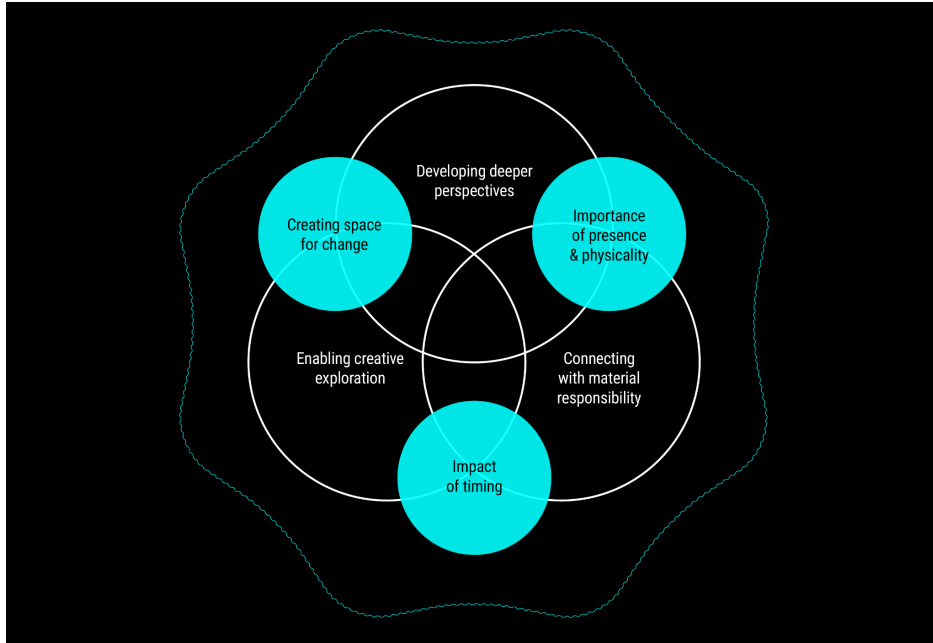 Developing deeper
perspectives
Creating space
for change
Importance
of presence
& physicality
Enabling creative
exploration
Connecting
with material
responsibility
Impact
of timing